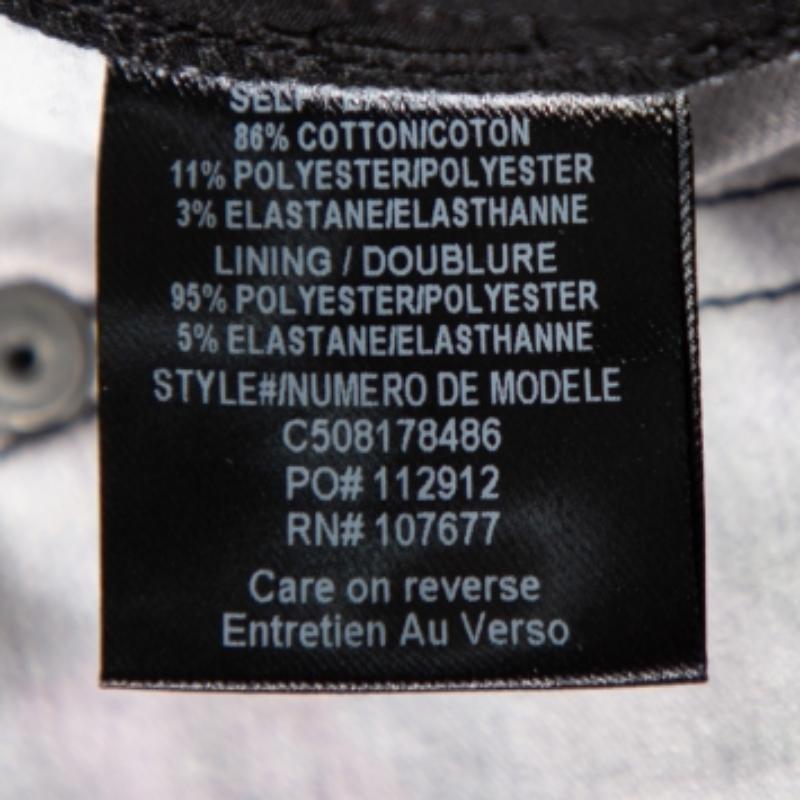 SELF
86% COTTON/COTON
11% POLYESTER/POLYESTER
3% ELASTANE/ELASTHANNE
LINING / DOUBLURE
95% POLYESTER/POLYESTER
5% ELASTANE/ELASTHANNE
STYLE#/NUMERO DE MODELE
C508178486
PO# 112912
RN# 107677
Care on reverse
Entretien Au Verso